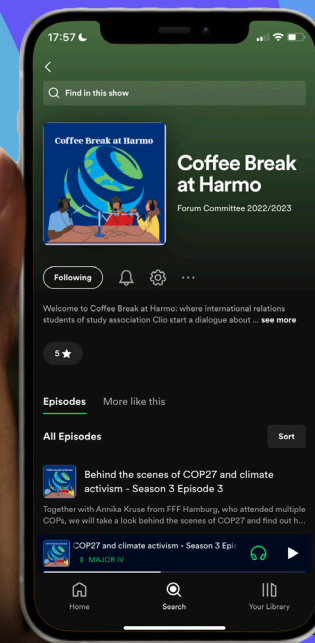 17:57
Find in this show
Coffee Break at Harmo
Coffee Break
at Harmo
Forum Committee 2022/2023
Following
Welcome to Coffee Break at Harmo: where international relations
students of study association Clio start a dialogue about ... see more
5
Episodes More like this
All Episodes
Sort
Behind the scenes of COP27 and climate
activism - Season 3 Episode 3
Together with Annika Kruse from FFF Hamburg, who attended multiple
COPs, we will take a look behind the scenes of COP27 and find out h...
COP27 and climate activism - Season 3 Epis
MAJOR IV
Home
Search
Your Library